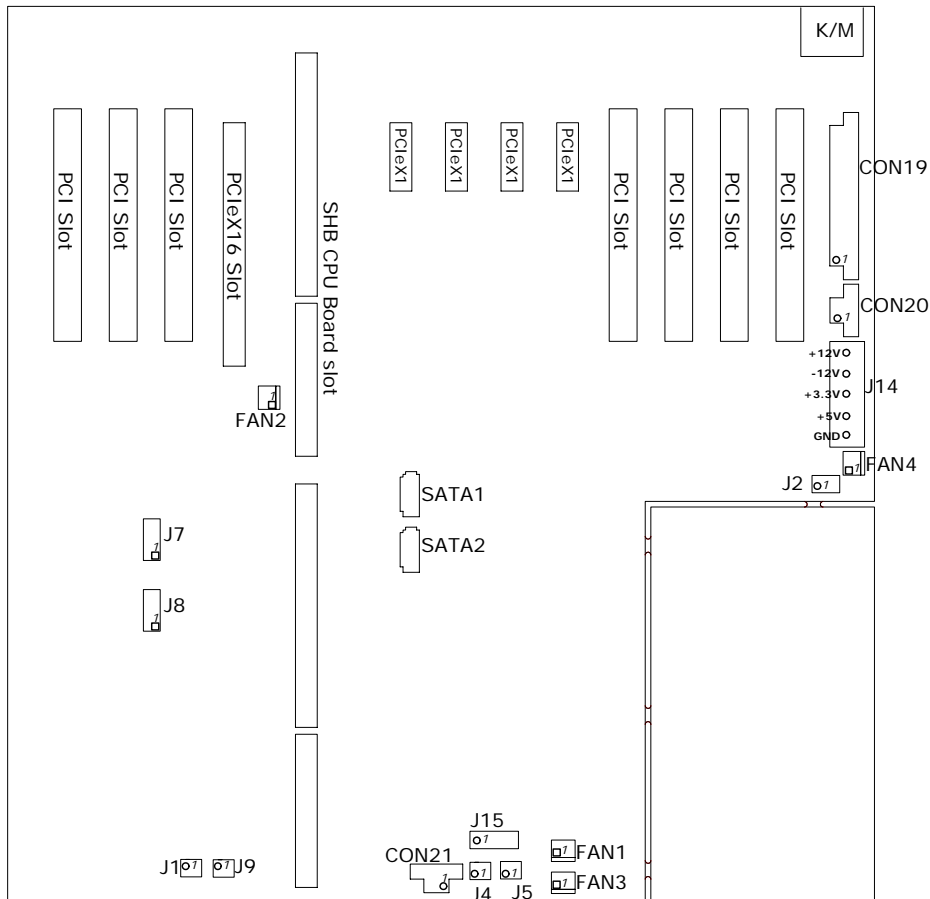 K/M
PCI Slot
PCI Slot
PCI Slot
PCIeX16 Slot
SHB CPU Board slot
PCIeX1
PCIeX1
PCIeX1
PCIeX1
PCI Slot
PCI Slot
PCI Slot
PCI Slot
CON19
1
CON20
1
+12V
-12V
+3.3V
+5V
GND
J14
FAN2
1
FAN4
1
J2
1
SATA1
SATA2
J7
1
J8
1
J15
1
CON21
1
J1
1
J9
1
J4
1
J5
1
FAN1
1
FAN3
1